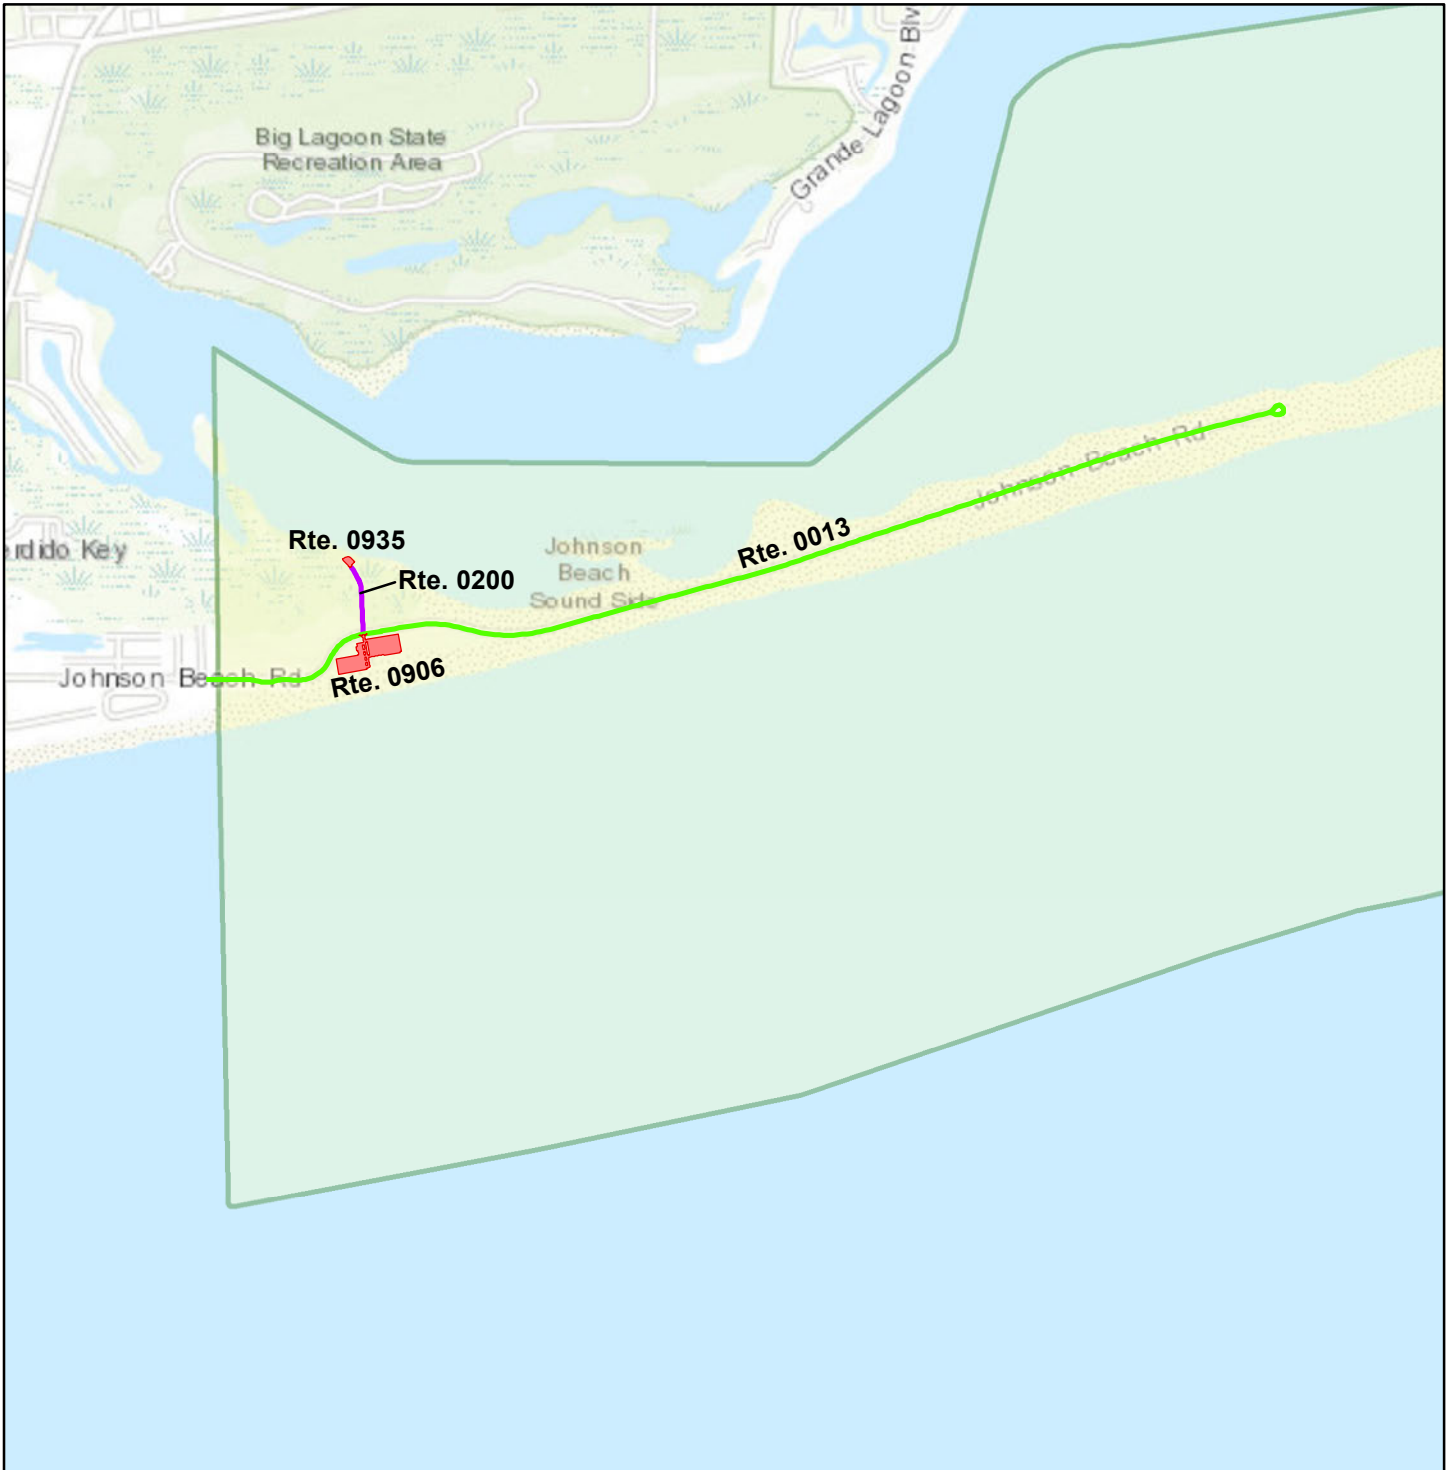 Big Lagoon State
Recreation Area
Grande Lagoon Blv
rdido Key
Rte. 0935
Rte. 0200
Johnson
Beach
Sound Side
Rte. 0013
Johnson Beach Rd
Johnson Beach Rd
Rte. 0906